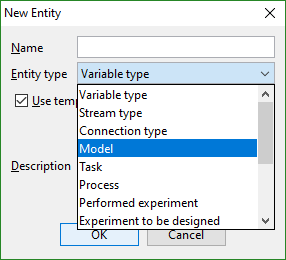 New Entity
Name
Entity type Variable type
Use temp
Variable type
Stream type
Connection type
Model
Task
Process
Performed experiment
Experiment to be designed
Description
OK Cancel